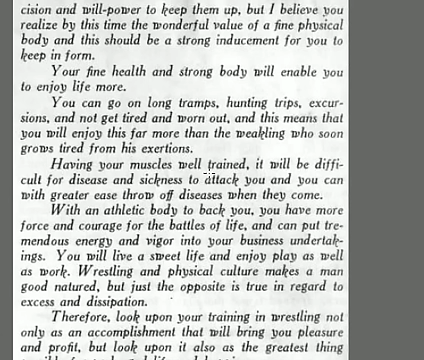 cision and will-power to keep them up, but I believe you
realize by this time the wonderful value of a fine physical
body and this should be a strong inducement for you to
keep in form.
Your fine health and strong body will enable you
to enjoy life more.
You can go on long tramps, hunting trips, excur-
sions, and not get tired and worn out, and this means that
you will enjoy this far more than the weakling who soon
grows tired from his exertions.
Having your muscles well trained, it will be diffi-
cult for disease and sickness to attack you and you can
with greater ease throw off diseases when they come.
With an athletic body to back you, you have more
force and courage for the battles of life, and can put tre-
mendous energy and vigor into your business undertak-
ings. You will live a sweet life and enjoy play as well
as work. Wrestling and physical culture makes a man
good natured, but just the opposite is true in regard to
excess and dissipation.
Therefore, look upon your training in wrestling not
only as an accomplishment that will bring you pleasure
and profit, but look upon it also as the greatest thing